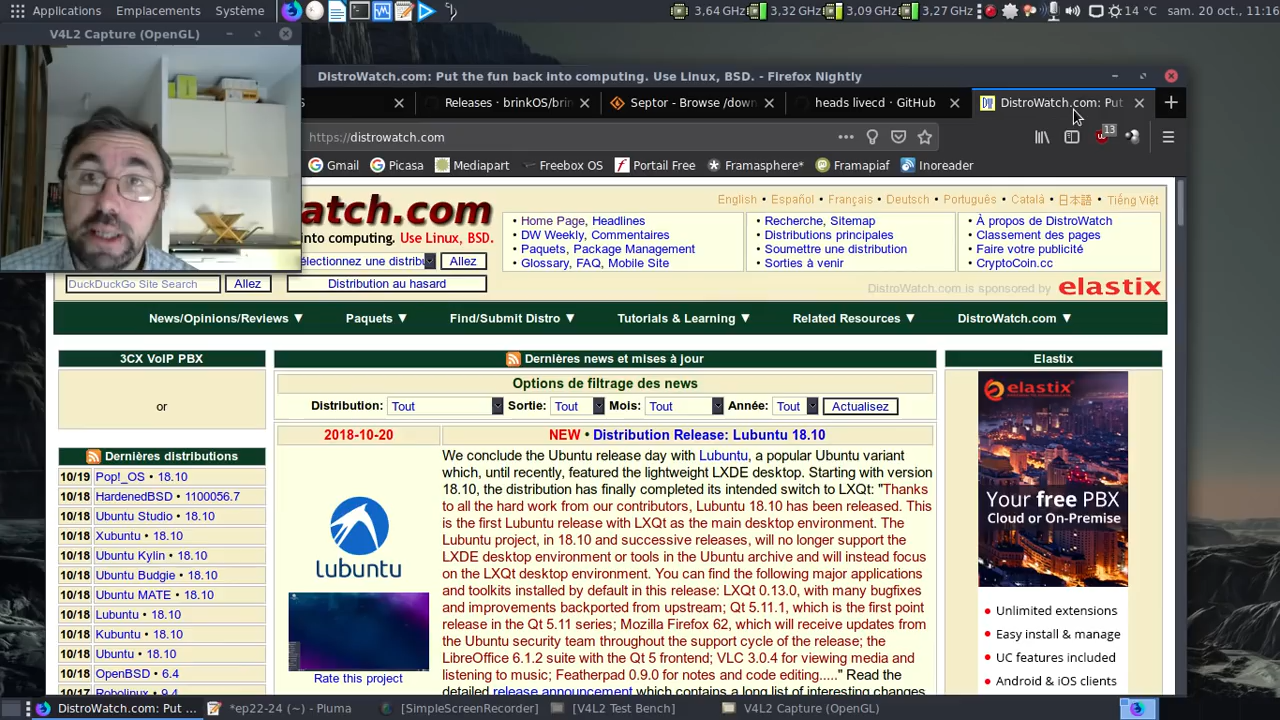 Applications Emplacements Système 3,64 GHz 3,32 GHz 3,09 GHz 3,27 GHz 14 °C sam. 20 oct., 11:16
V4L2 Capture (OpenGL)
DistroWatch.com: Put the fun back into computing. Use Linux, BSD. - Firefox Nightly
Releases · brinkOS/brin Septor - Browse /down heads livecd · GitHub DistroWatch.com: Put
https://distrowatch.com 13
Gmail Picasa Mediapart Freebox OS Portail Free Framasphere* Framapiaf Inoreader
watch.com
into computing. Use Linux, BSD.
English Español Français Deutsch Português Català 日本語 Tiếng Việt
Home Page, Headlines
DW Weekly, Commentaires
Paquets, Package Management
Glossary, FAQ, Mobile Site
Recherche, Sitemap
Distributions principales
Soumettre une distribution
Sorties à venir
À propos de DistroWatch
Classement des pages
Faire votre publicité
CryptoCoin.cc
électionnez une distribu Allez
DuckDuckGo Site Search Allez Distribution au hasard
DistroWatch.com is sponsored by elastix
News/Opinions/Reviews ▼ Paquets ▼ Find/Submit Distro ▼ Tutorials & Learning ▼ Related Resources ▼ DistroWatch.com ▼
3CX VoIP PBX
or
Dernières distributions
10/19 Pop!_OS • 18.10
10/18 HardenedBSD • 1100056.7
10/18 Ubuntu Studio • 18.10
10/18 Xubuntu • 18.10
10/18 Ubuntu Kylin • 18.10
10/18 Ubuntu Budgie • 18.10
10/18 Ubuntu MATE • 18.10
10/18 Lubuntu • 18.10
10/18 Kubuntu • 18.10
10/18 Ubuntu • 18.10
10/18 OpenBSD • 6.4
10/17 Robolinux • 9.4
Dernières news et mises à jour
Options de filtrage des news
Distribution: Tout Sortie: Tout Mois: Tout Année: Tout Actualisez
2018-10-20 NEW • Distribution Release: Lubuntu 18.10
lubuntu
Rate this project
We conclude the Ubuntu release day with Lubuntu, a popular Ubuntu variant
which, until recently, featured the lightweight LXDE desktop. Starting with version
18.10, the distribution has finally completed its intended switch to LXQt: "Thanks
to all the hard work from our contributors, Lubuntu 18.10 has been released. This
is the first Lubuntu release with LXQt as the main desktop environment. The
Lubuntu project, in 18.10 and successive releases, will no longer support the
LXDE desktop environment or tools in the Ubuntu archive and will instead focus
on the LXQt desktop environment. You can find the following major applications
and toolkits installed by default in this release: LXQt 0.13.0, with many bugfixes
and improvements backported from upstream; Qt 5.11.1, which is the first point
release in the Qt 5.11 series; Mozilla Firefox 62, which will receive updates from
the Ubuntu security team throughout the support cycle of the release; the
LibreOffice 6.1.2 suite with the Qt 5 frontend; VLC 3.0.4 for viewing media and
listening to music; Featherpad 0.9.0 for notes and code editing....." Read the
detailed release announcement which contains a long list of interesting changes
Elastix
elastix
Your free PBX
Cloud or On-Premise
Unlimited extensions
Easy install & manage
UC features included
Android & iOS clients
DistroWatch.com: Put ... *ep22-24 (~) - Pluma [SimpleScreenRecorder] [V4L2 Test Bench] V4L2 Capture (OpenGL)